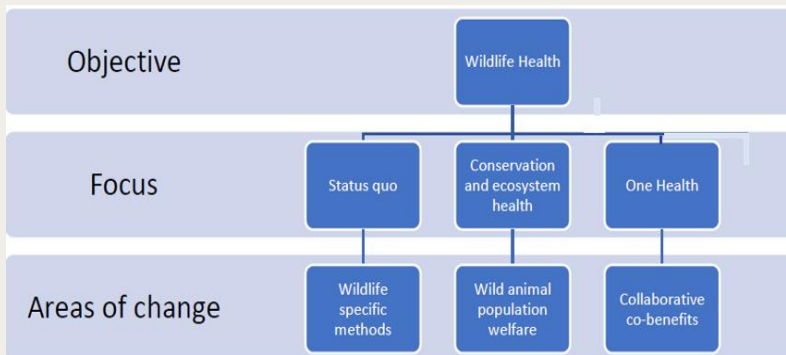 Objective
Wildlife Health
Focus
Status quo
Conservation
and ecosystem
health
One Health
Areas of change
Wildlife
specific
methods
Wild animal
population
welfare
Collaborative
co-benefits